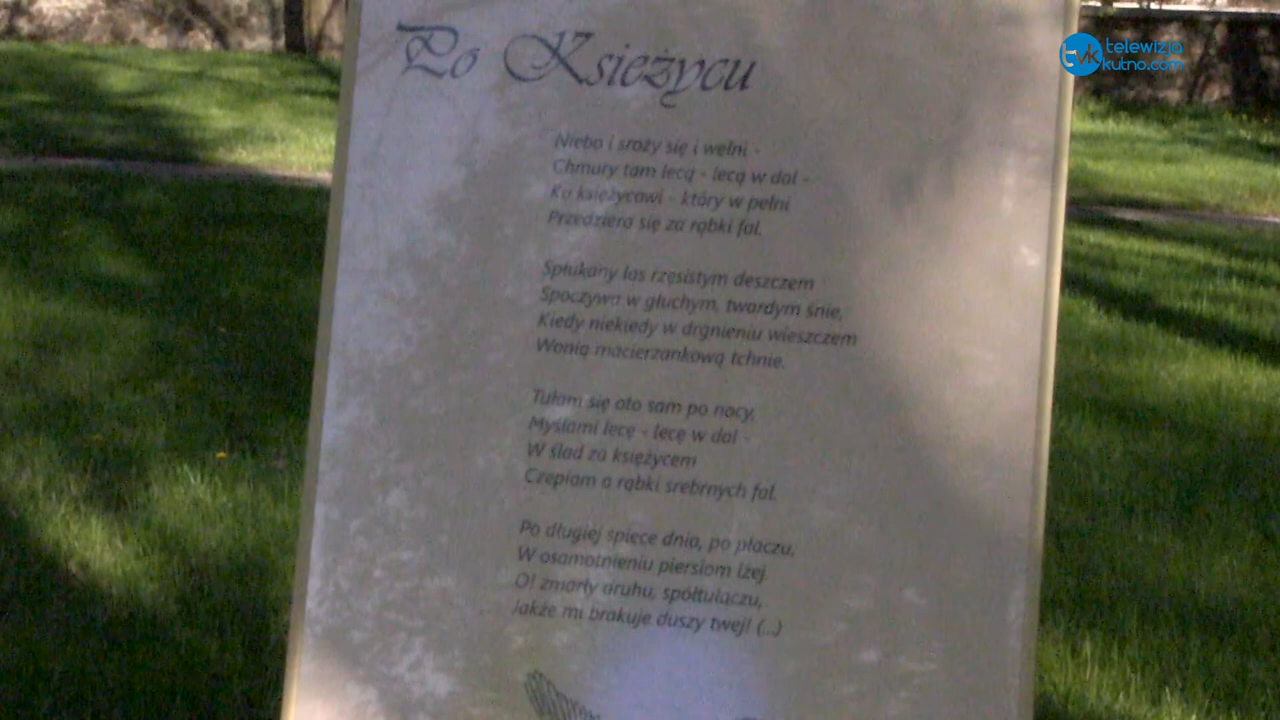 telewizja
kutno.com
Po Ksieżycu
Niebo i sroży się i wełni -
Chmury tam lecą - lecą w dal -
Ku księżycowi - który w pełni
Przedziera się za rąbki fal.
Spłukany las rzęsistym deszczem
Spoczywa w głuchym, twardym śnie,
Kiedy niekiedy w drgnieniu wieszczem
Wonią macierzankową tchnie.
Tułam się oto sam po nocy,
Myślami lecę - lecę w dal -
W ślad za księżycem
Czepiam o rąbki srebrnych fal.
Po długiej spiece dnia, po płaczu,
W osamotnieniu piersiom lżej
O! zmarły druhu, spółtułaczu,
Jakże mi brakuje duszy twej! (...)